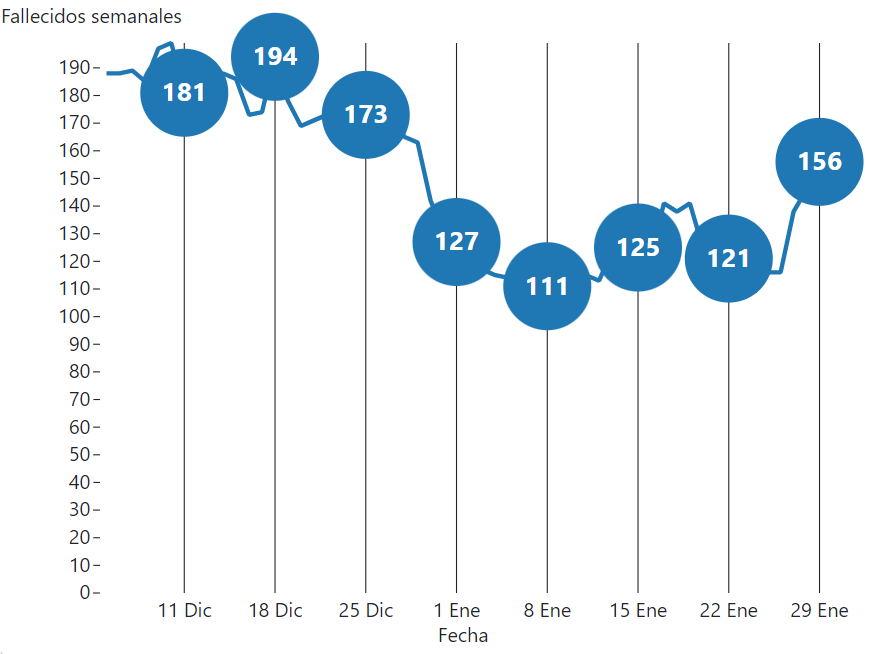 Fallecidos semanales
190
180
170
160
150
140
130
120
110
100
90
80
70
60
50
40
30
20
10
0
181
194
173
127
111
125
121
156
11 Dic
18 Dic
25 Dic
1 Ene
8 Ene
15 Ene
22 Ene
29 Ene
Fecha